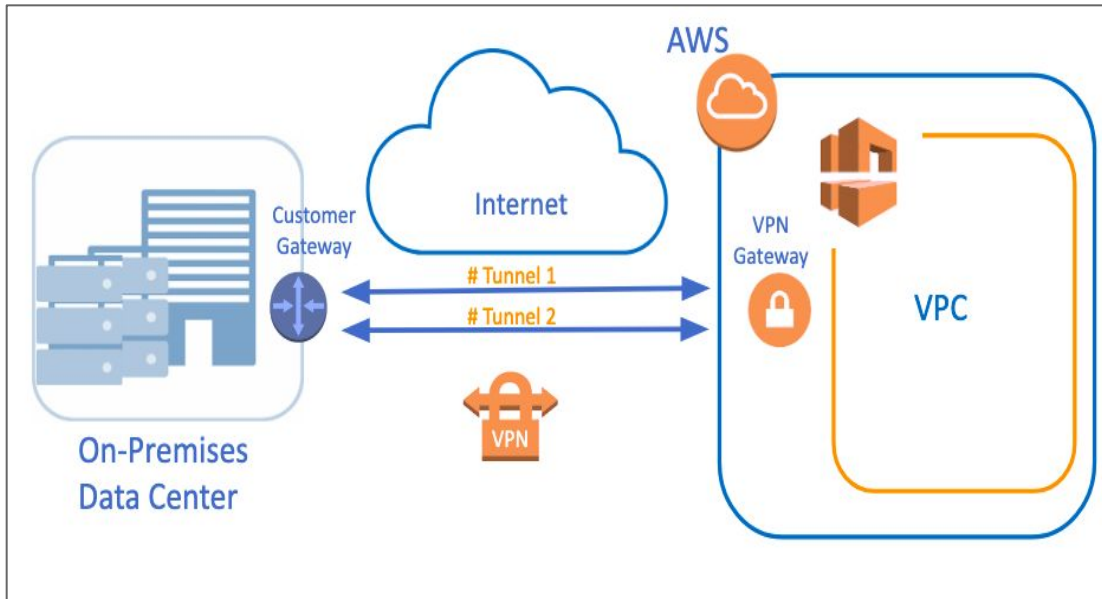 AWS
Internet
Customer
Gateway
VPN
Gateway
# Tunnel 1
# Tunnel 2
VPC
VPN
On-Premises
Data Center